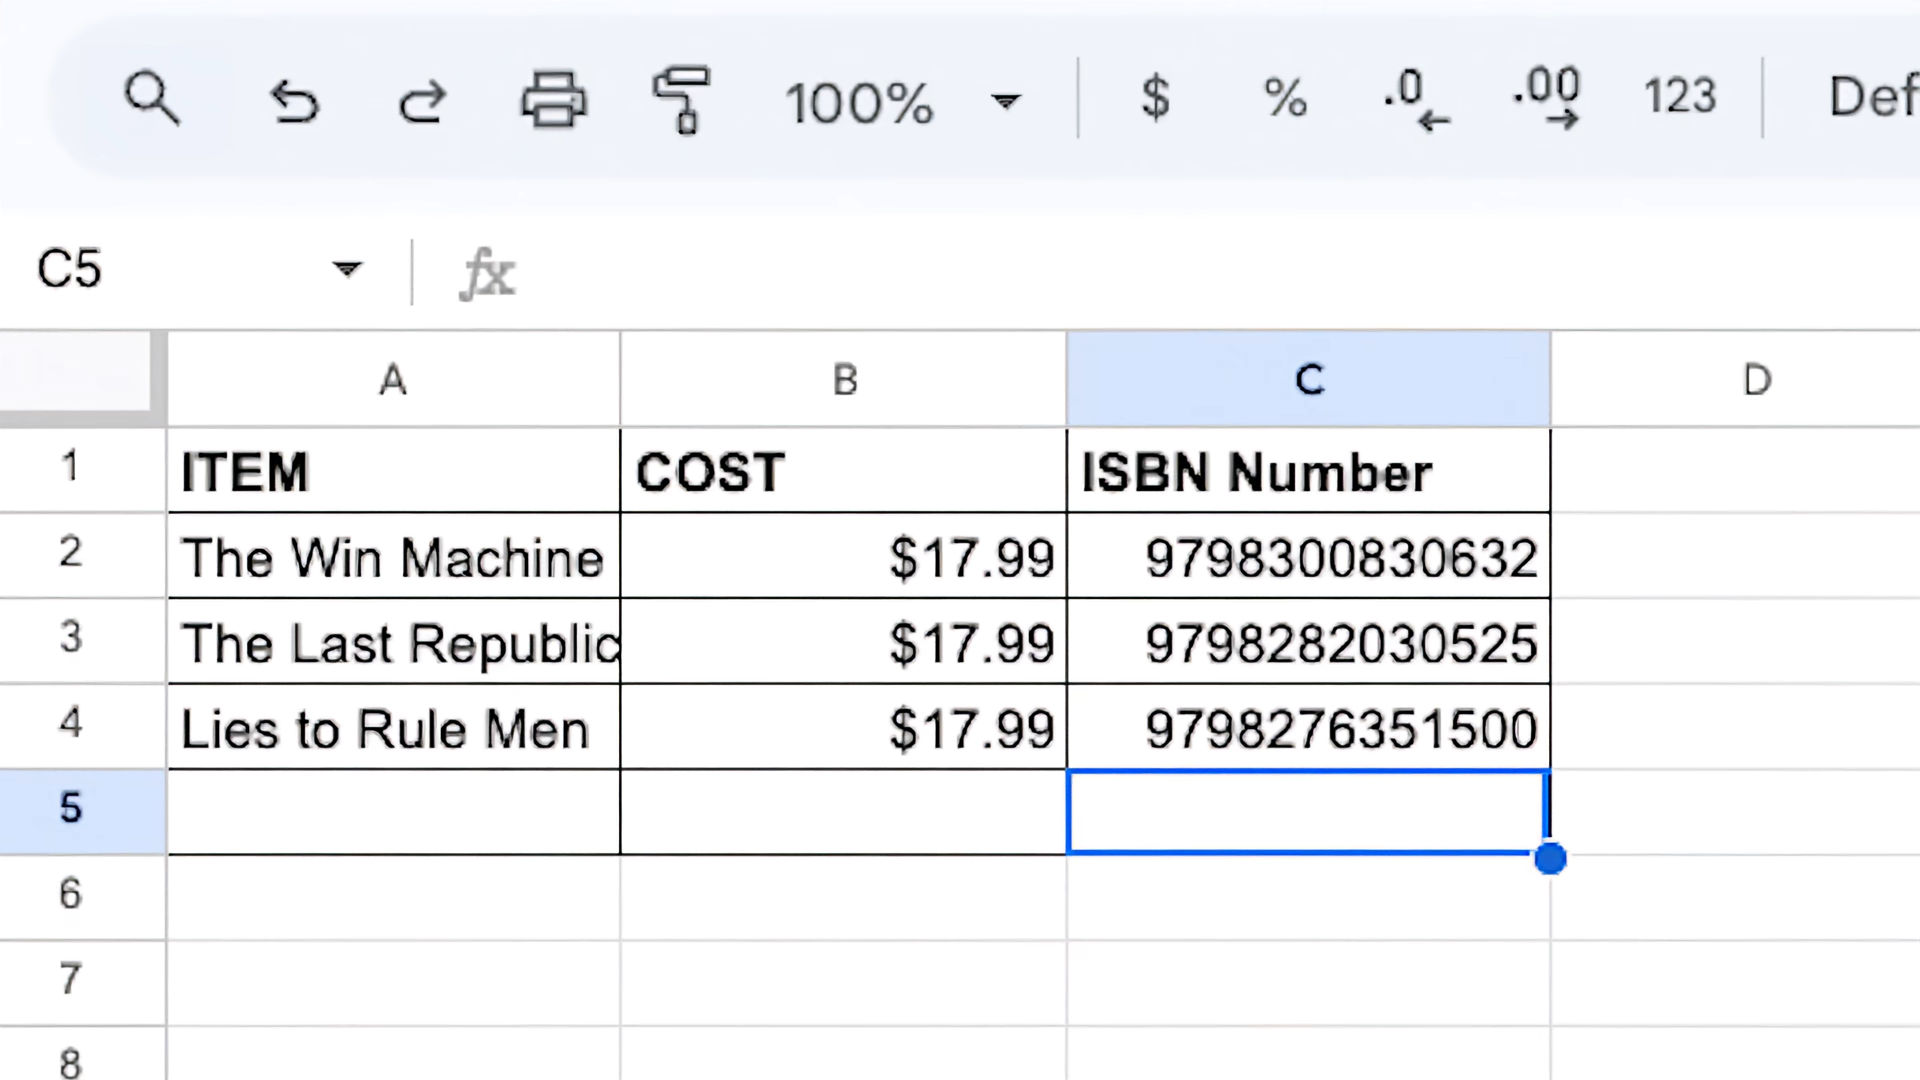 100% $ % .0 .00 123 Def
C5 fx
A B C D
1 ITEM COST ISBN Number
2 The Win Machine $17.99 9798300830632
3 The Last Republic $17.99 9798282030525
4 Lies to Rule Men $17.99 9798276351500
5
6
7
8